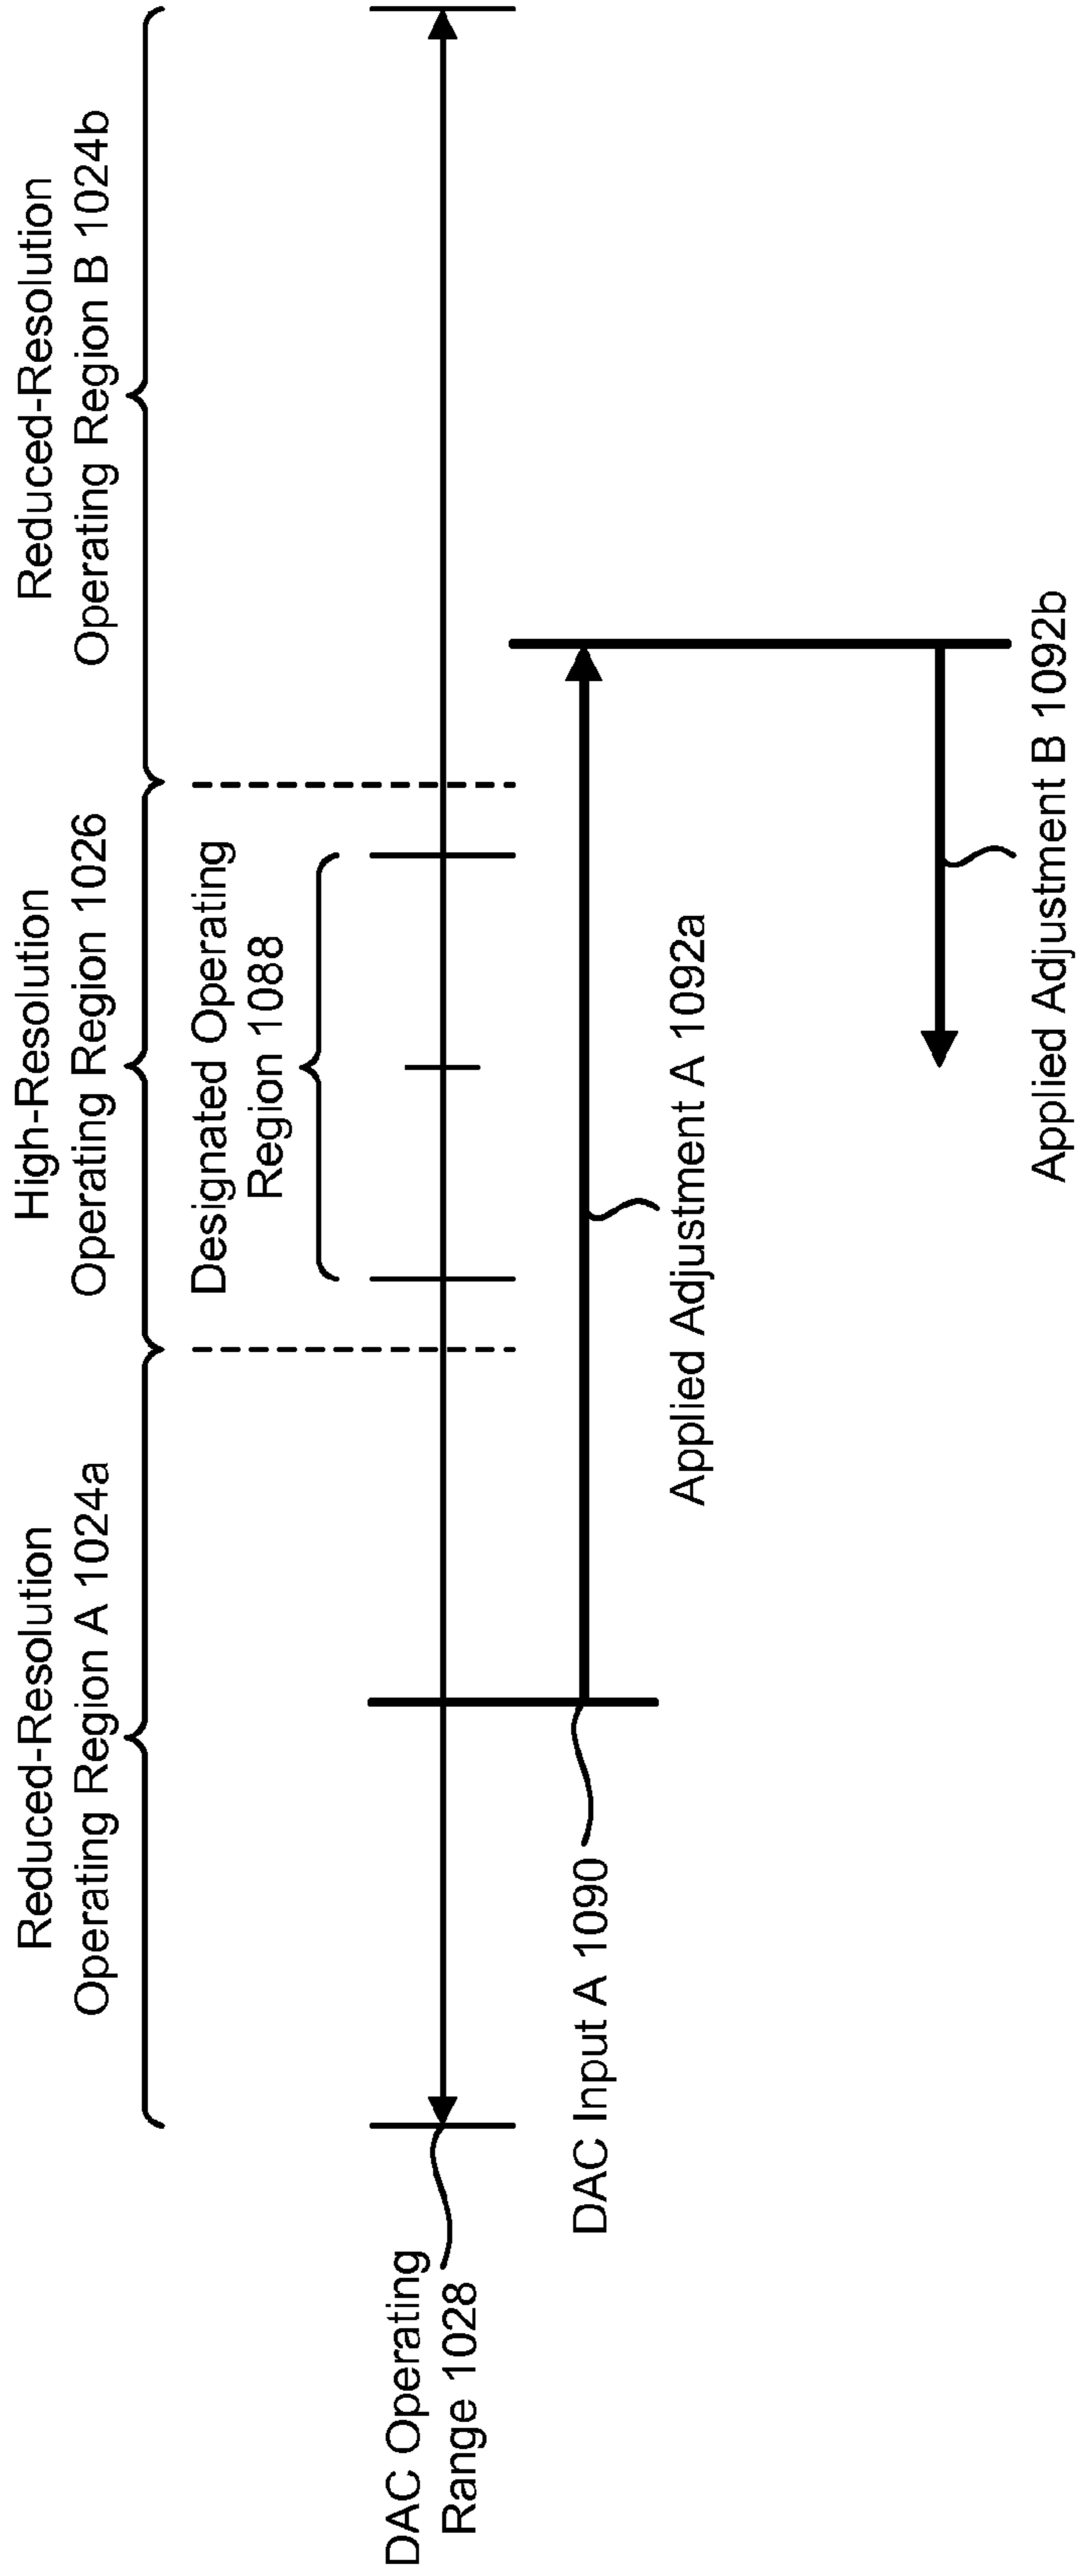 Reduced-Resolution
Operating Region A 1024a
High-Resolution
Operating Region 1026
Reduced-Resolution
Operating Region B 1024b
Designated Operating
Region 1088
DAC Operating
Range 1028
DAC Input A 1090
Applied Adjustment A 1092a
Applied Adjustment B 1092b